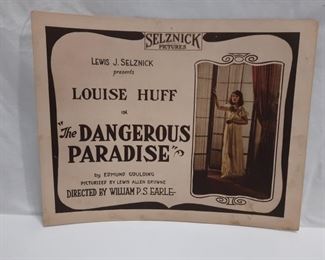 SELZNICK
PICTURES
LEWIS J. SELZNICK
presents
LOUISE HUFF
in
"The DANGEROUS
PARADISE"
by EDMUND GOULDING
PICTURIZED BY LEWIS ALLEN BROWNE
DIRECTED BY WILLIAM P.S. EARLE